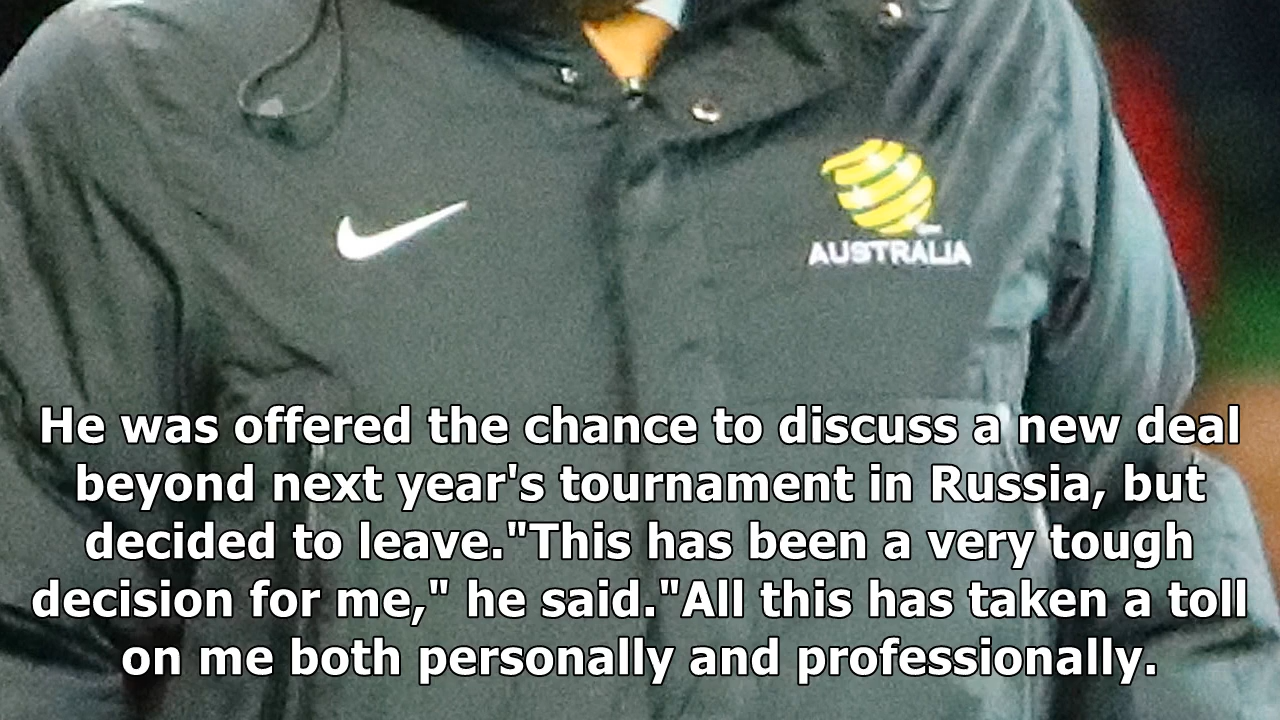 AUSTRALIA
He was offered the chance to discuss a new deal
beyond next year's tournament in Russia, but
decided to leave."This has been a very tough
decision for me," he said."All this has taken a toll
on me both personally and professionally.